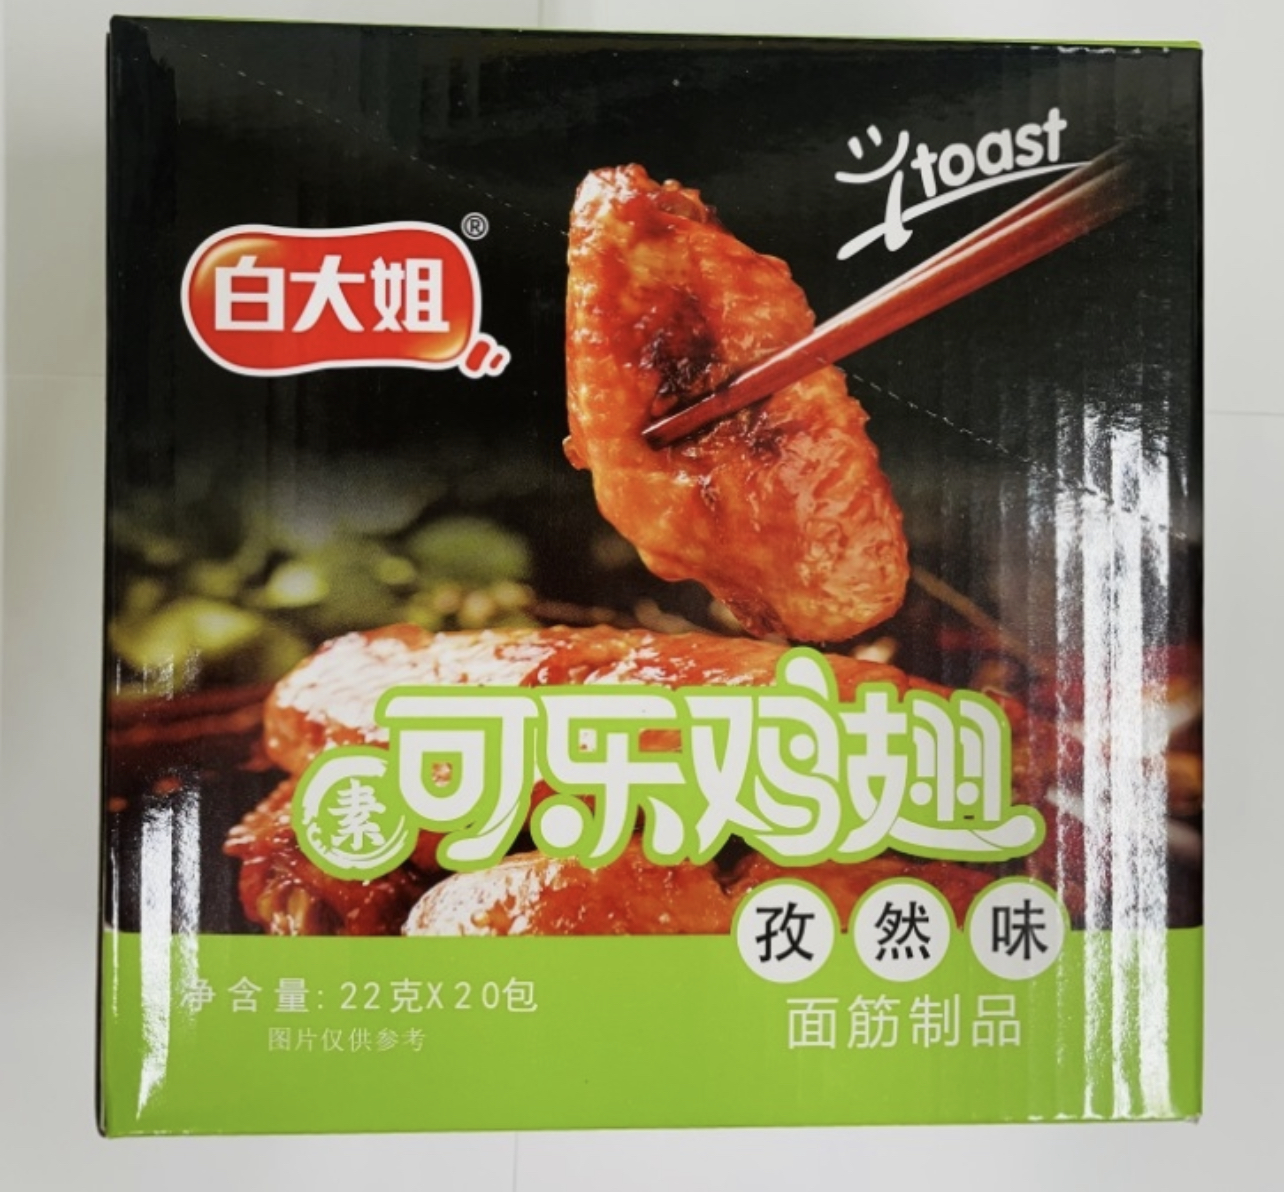 toast
白大姐®
素可乐鸡翅
孜然味
面筋制品
净含量: 22克X20包
图片仅供参考